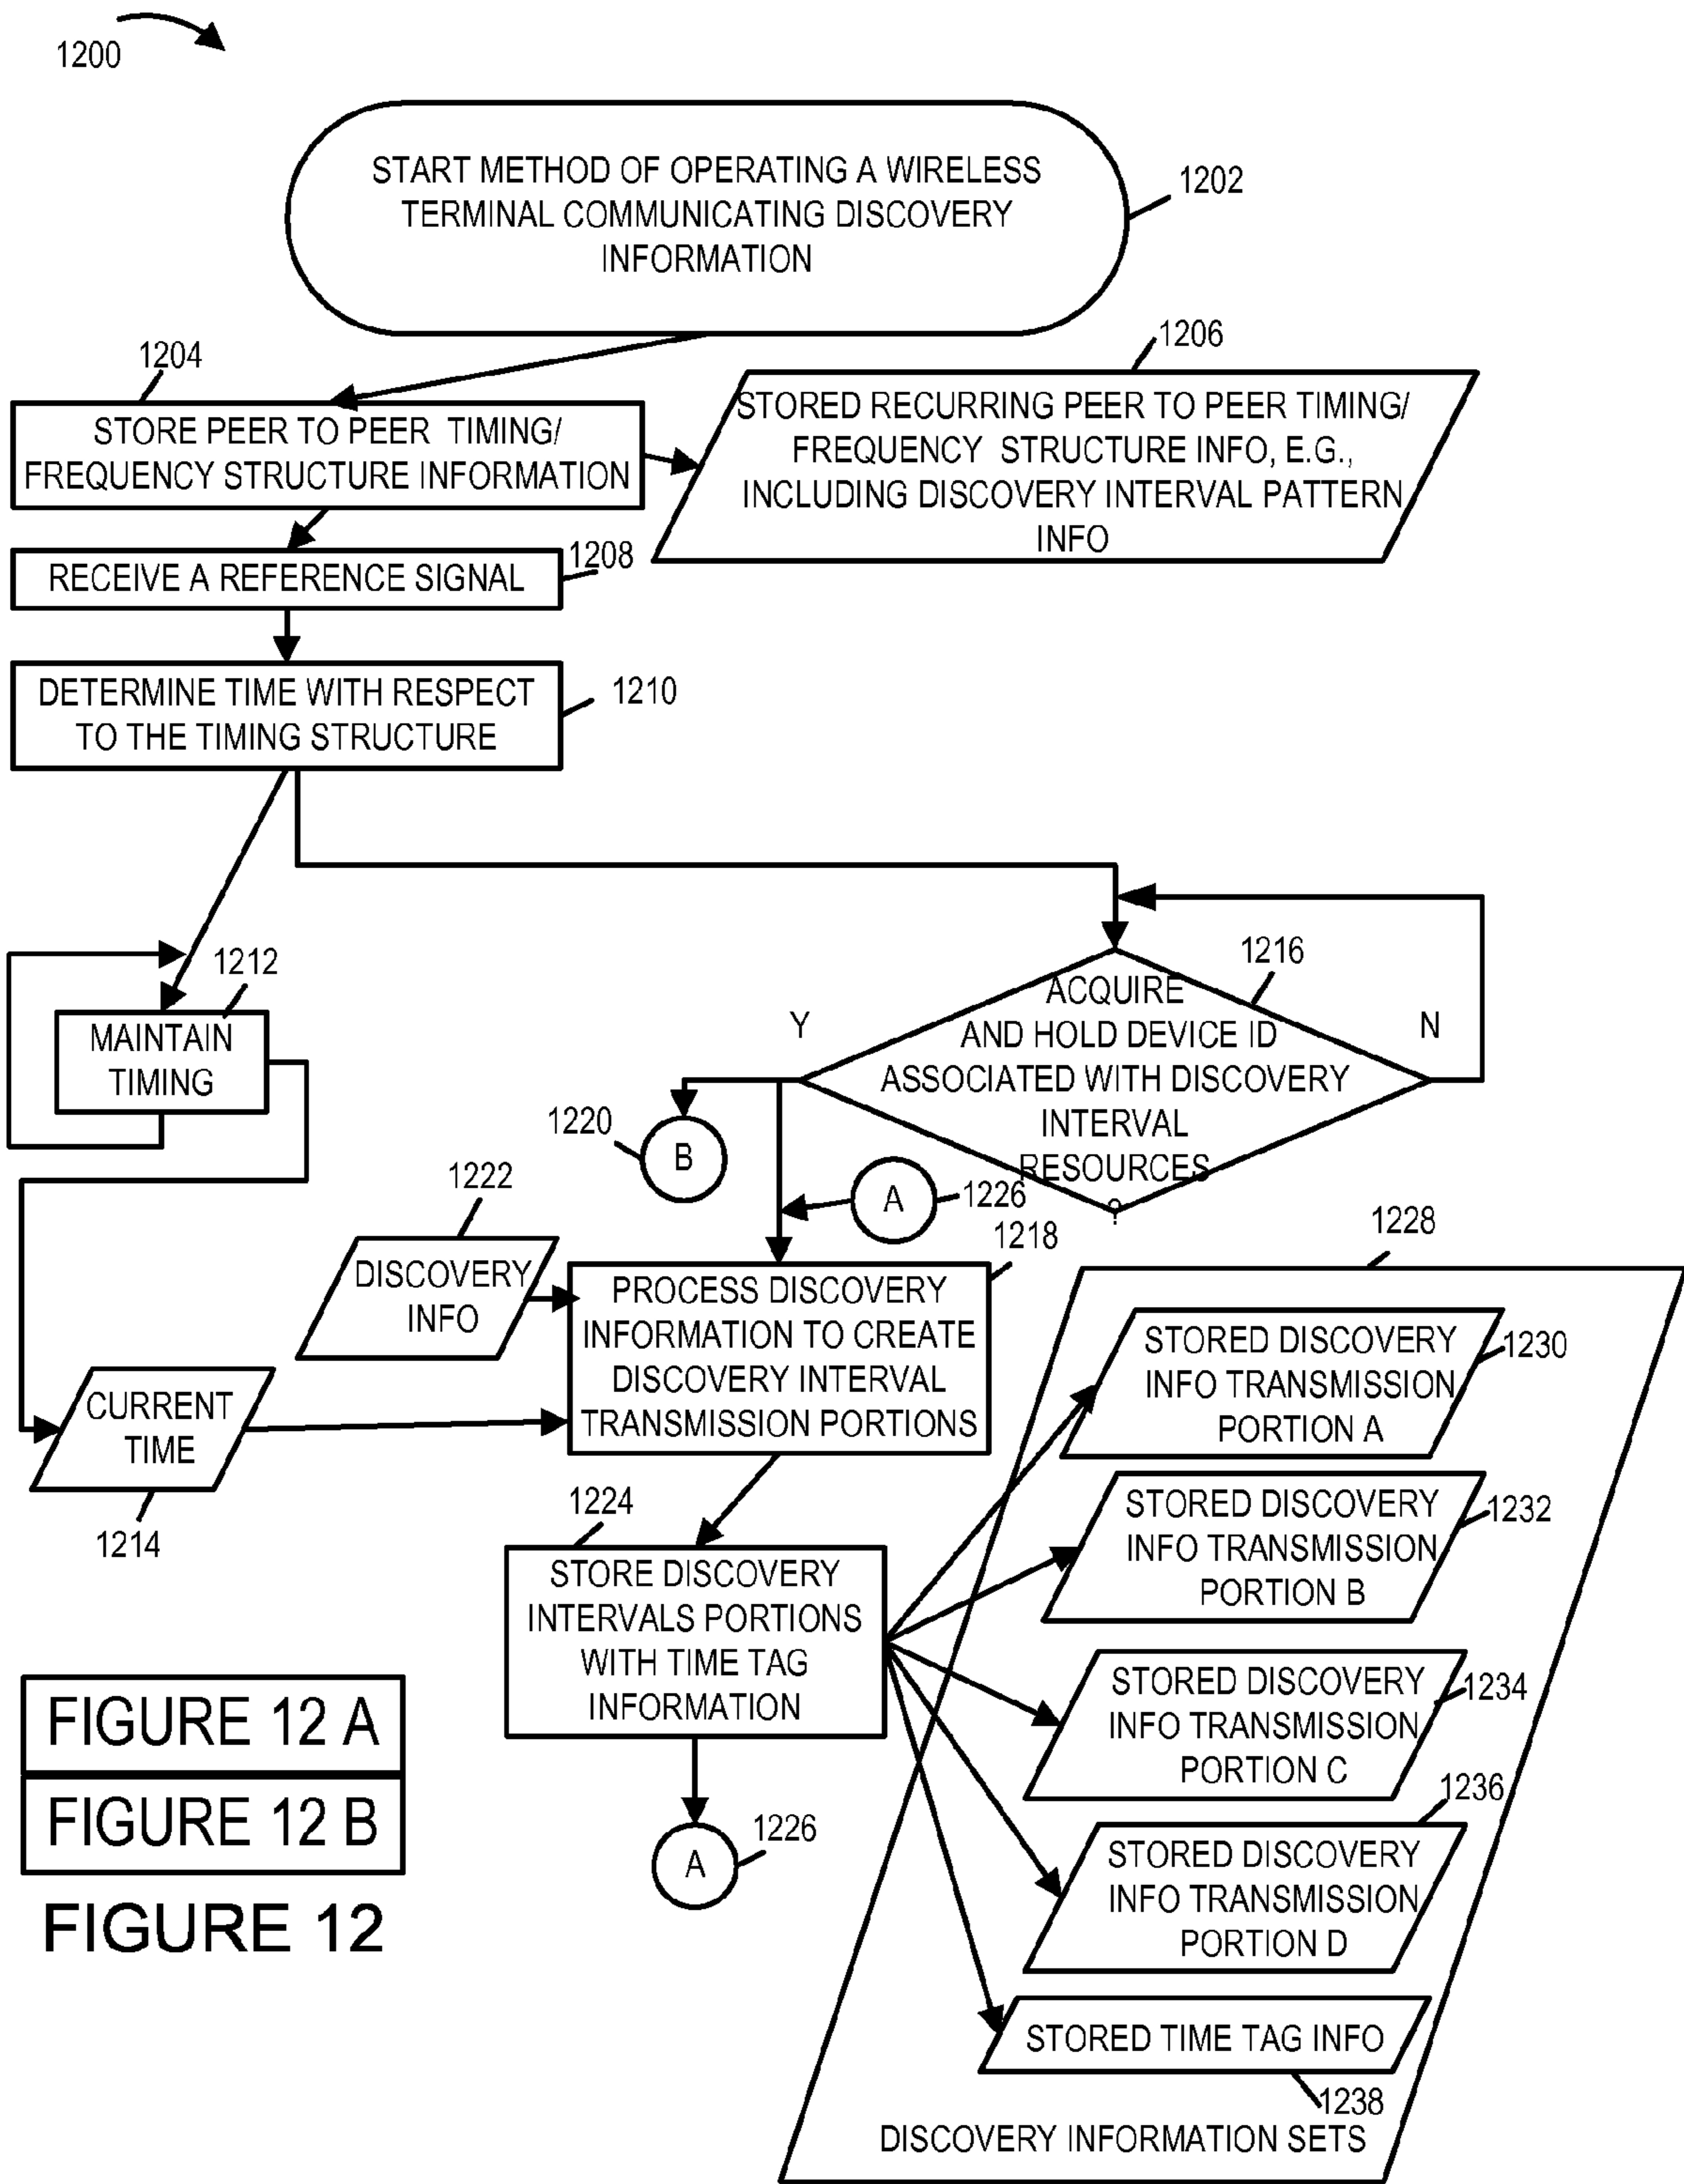 1200
START METHOD OF OPERATING A WIRELESS
TERMINAL COMMUNICATING DISCOVERY
INFORMATION
1202
1204
STORE PEER TO PEER TIMING/
FREQUENCY STRUCTURE INFORMATION
1206
STORED RECURRING PEER TO PEER TIMING/
FREQUENCY STRUCTURE INFO, E.G.,
INCLUDING DISCOVERY INTERVAL PATTERN
INFO
RECEIVE A REFERENCE SIGNAL
1208
DETERMINE TIME WITH RESPECT
TO THE TIMING STRUCTURE
1210
1212
MAINTAIN
TIMING
1216
ACQUIRE
AND HOLD DEVICE ID
ASSOCIATED WITH DISCOVERY
INTERVAL
RESOURCES
?
Y
N
1220
B
A
1226
1222
DISCOVERY
INFO
1218
PROCESS DISCOVERY
INFORMATION TO CREATE
DISCOVERY INTERVAL
TRANSMISSION PORTIONS
CURRENT
TIME
1214
1224
STORE DISCOVERY
INTERVALS PORTIONS
WITH TIME TAG
INFORMATION
A
1226
1228
STORED DISCOVERY
INFO TRANSMISSION
PORTION A
1230
STORED DISCOVERY
INFO TRANSMISSION
PORTION B
1232
STORED DISCOVERY
INFO TRANSMISSION
PORTION C
1234
1236
STORED DISCOVERY
INFO TRANSMISSION
PORTION D
STORED TIME TAG INFO
1238
DISCOVERY INFORMATION SETS
FIGURE 12 A
FIGURE 12 B
FIGURE 12